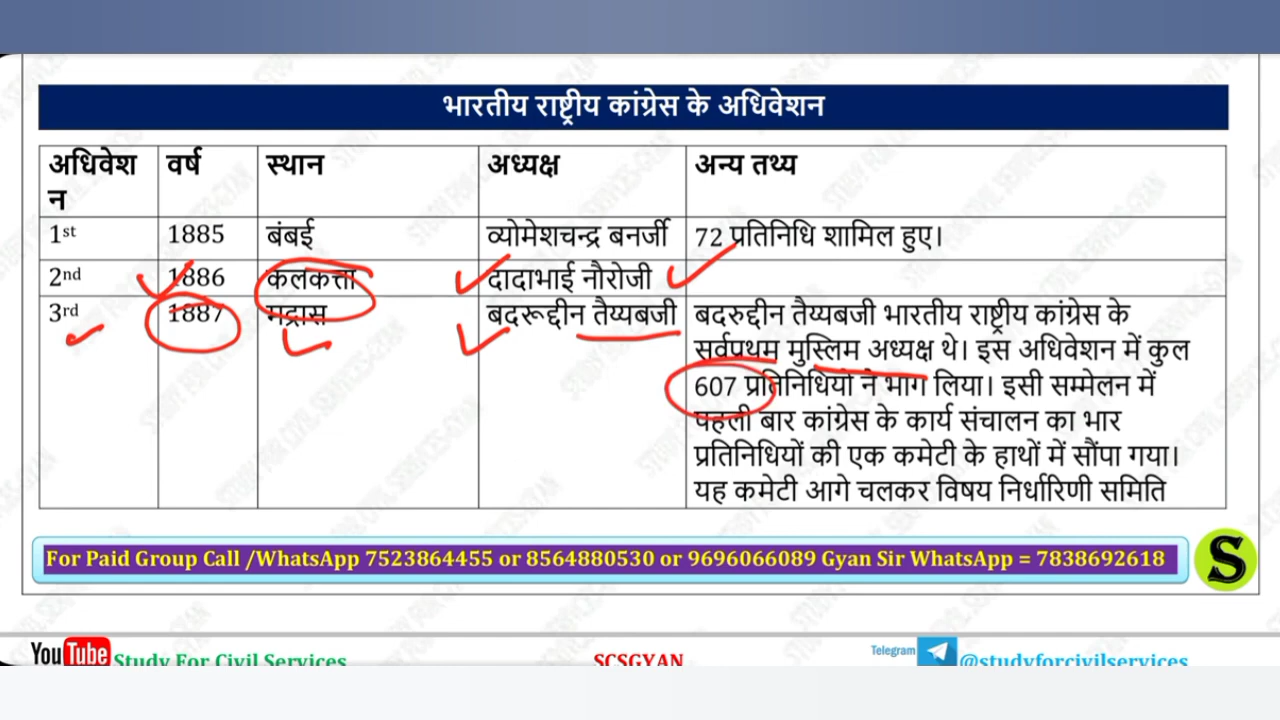 भारतीय राष्ट्रीय कांग्रेस के अधिवेशन
अधिवेश
न
वर्ष
स्थान
अध्यक्ष
अन्य तथ्य
1st
1885
बंबई
व्योमेशचन्द्र बनर्जी
72 प्रतिनिधि शामिल हुए।
2nd
1886
कलकत्ता
दादाभाई नौरोजी
3rd
1887
मद्रास
बदरूद्दीन तैय्यबजी
बदरुद्दीन तैय्यबजी भारतीय राष्ट्रीय कांग्रेस के
सर्वप्रथम मुस्लिम अध्यक्ष थे। इस अधिवेशन में कुल
607 प्रतिनिधियों ने भाग लिया। इसी सम्मेलन में
पहली बार कांग्रेस के कार्य संचालन का भार
प्रतिनिधियों की एक कमेटी के हाथों में सौंपा गया।
यह कमेटी आगे चलकर विषय निर्धारिणी समिति
For Paid Group Call /WhatsApp 7523864455 or 8564880530 or 9696066089 Gyan Sir WhatsApp = 7838692618
S
YouTube Study For Civil Services
SCSGYAN
Telegram @studyforcivilservices